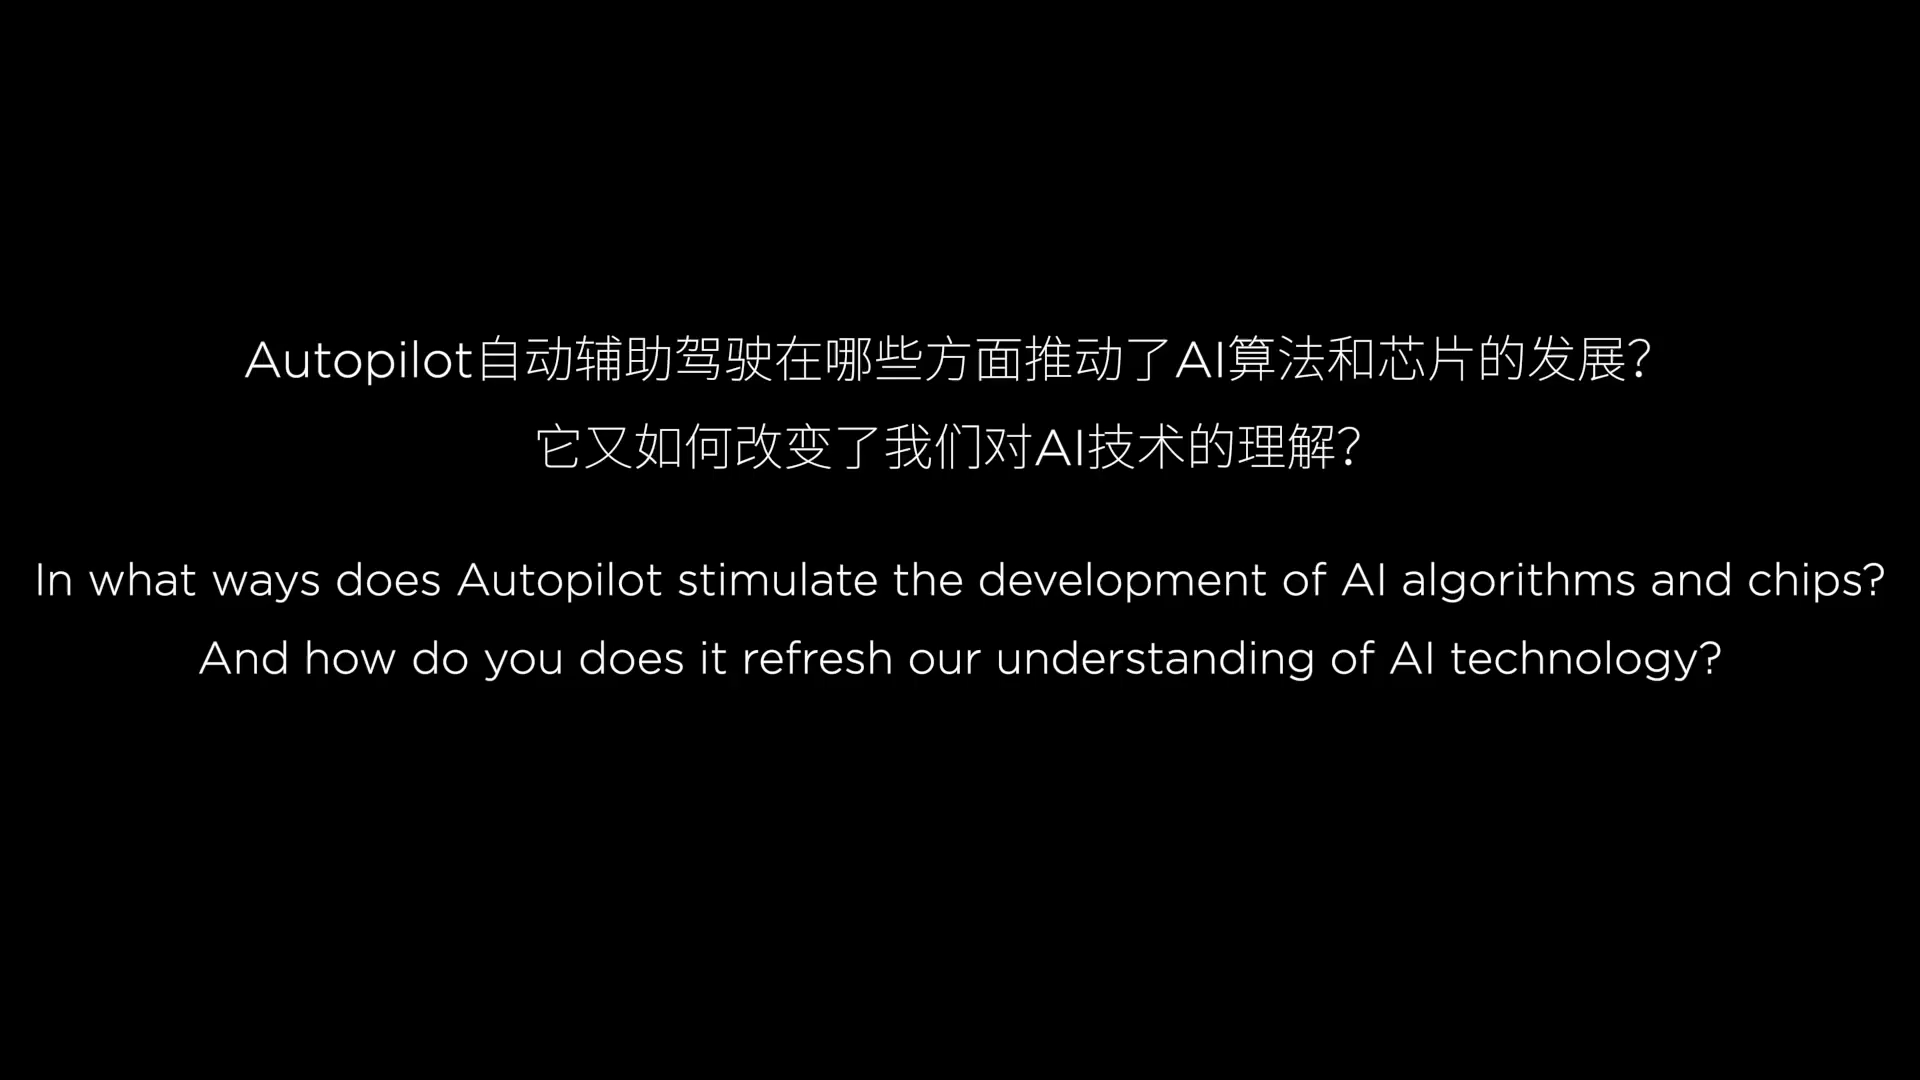 Autopilot自动辅助驾驶在哪些方面推动了AI算法和芯片的发展?
它又如何改变了我们对AI技术的理解?
In what ways does Autopilot stimulate the development of AI algorithms and chips?
And how do you does it refresh our understanding of AI technology?